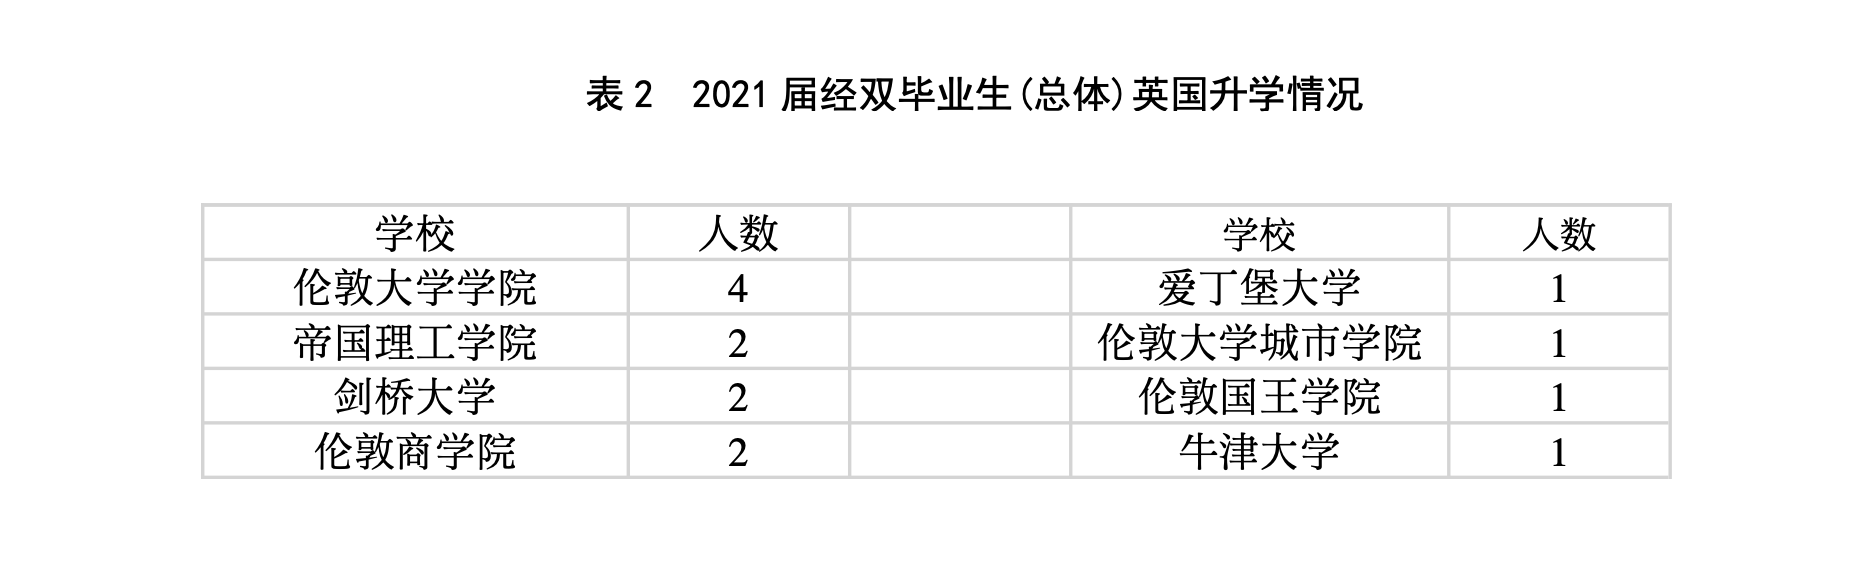 表 2 2021 届经双毕业生(总体)英国升学情况
学校 人数 学校 人数
伦敦大学学院 4 爱丁堡大学 1
帝国理工学院 2 伦敦大学城市学院 1
剑桥大学 2 伦敦国王学院 1
伦敦商学院 2 牛津大学 1